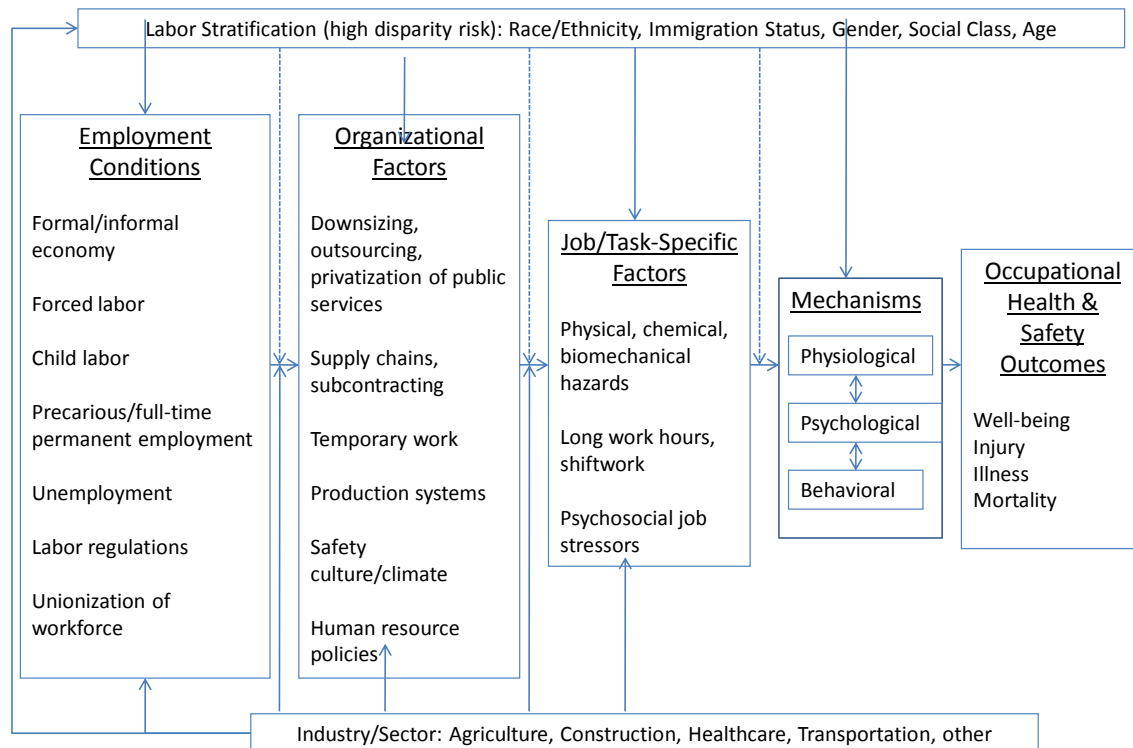 Labor Stratification (high disparity risk): Race/Ethnicity, Immigration Status, Gender, Social Class, Age
Employment
Conditions
Formal/informal
economy
Forced labor
Child labor
Precarious/full-time
permanent employment
Unemployment
Labor regulations
Unionization of
workforce
Organizational
Factors
Downsizing,
outsourcing,
privatization of public
services
Supply chains,
subcontracting
Temporary work
Production systems
Safety
culture/climate
Human resource
policies
Job/Task-Specific
Factors
Physical, chemical,
biomechanical
hazards
Long work hours,
shiftwork
Psychosocial job
stressors
Mechanisms
Physiological
Psychological
Behavioral
Occupational
Health &
Safety
Outcomes
Well-being
Injury
Illness
Mortality
Industry/Sector: Agriculture, Construction, Healthcare, Transportation, other